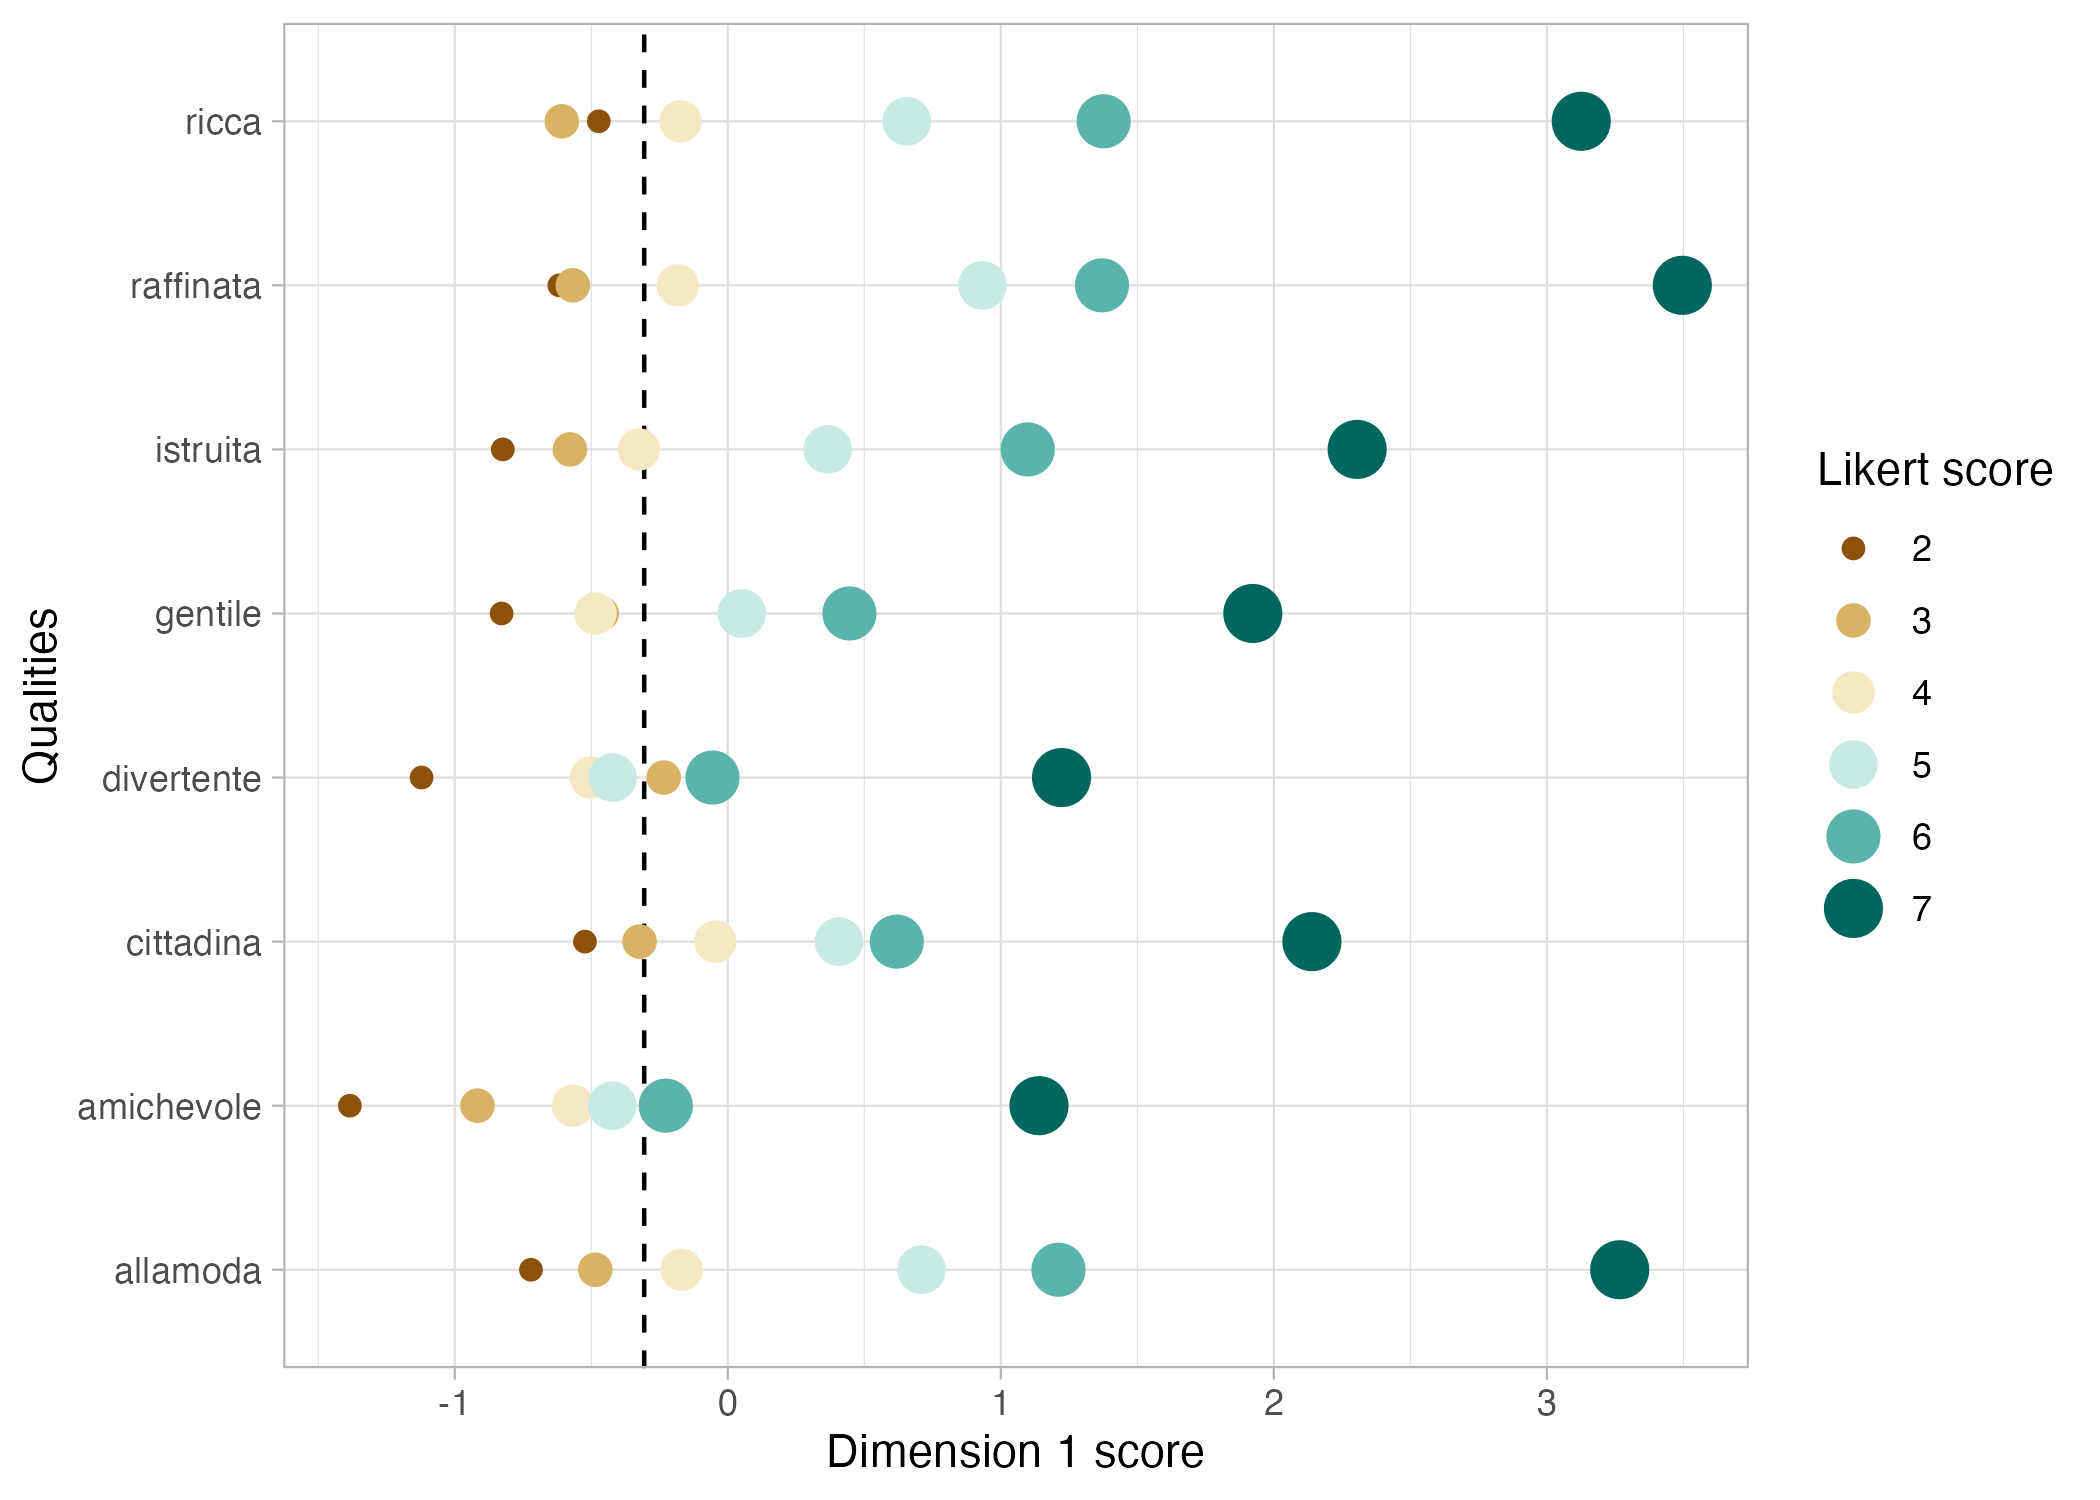 ricca
raffinata
istruita
gentile
divertente
cittadina
amichevole
allamoda
Qualities
-1 0 1 2 3
Dimension 1 score
Likert score
2
3
4
5
6
7